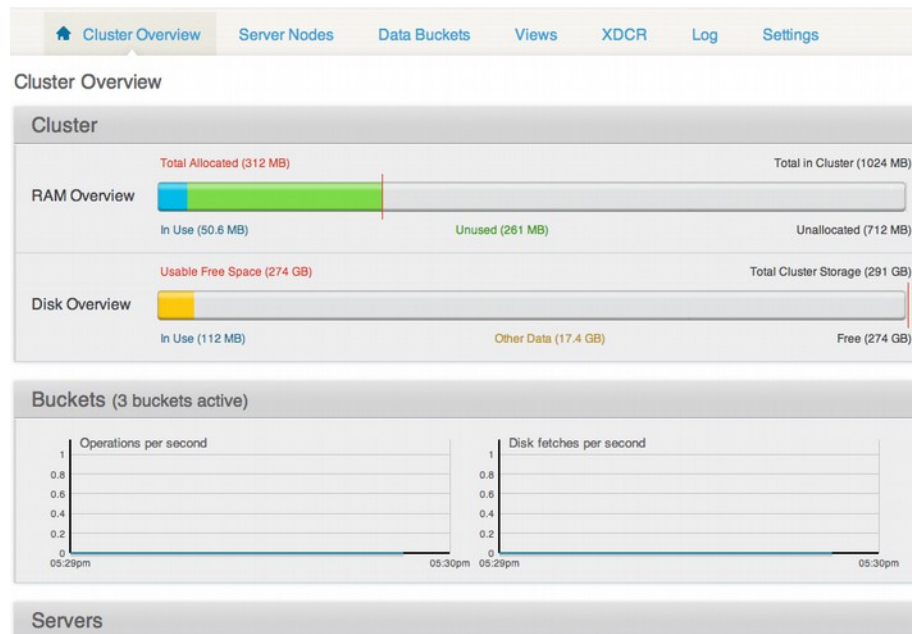 Cluster Overview Server Nodes Data Buckets Views XDCR Log Settings
Cluster Overview
Cluster
Total Allocated (312 MB) Total in Cluster (1024 MB)
RAM Overview
In Use (50.6 MB) Unused (261 MB) Unallocated (712 MB)
Usable Free Space (274 GB) Total Cluster Storage (291 GB)
Disk Overview
In Use (112 MB) Other Data (17.4 GB) Free (274 GB)
Buckets (3 buckets active)
Operations per second Disk fetches per second
1 1
0.8 0.8
0.6 0.6
0.4 0.4
0.2 0.2
0 0
05:29pm 05:30pm 05:29pm 05:30pm
Servers